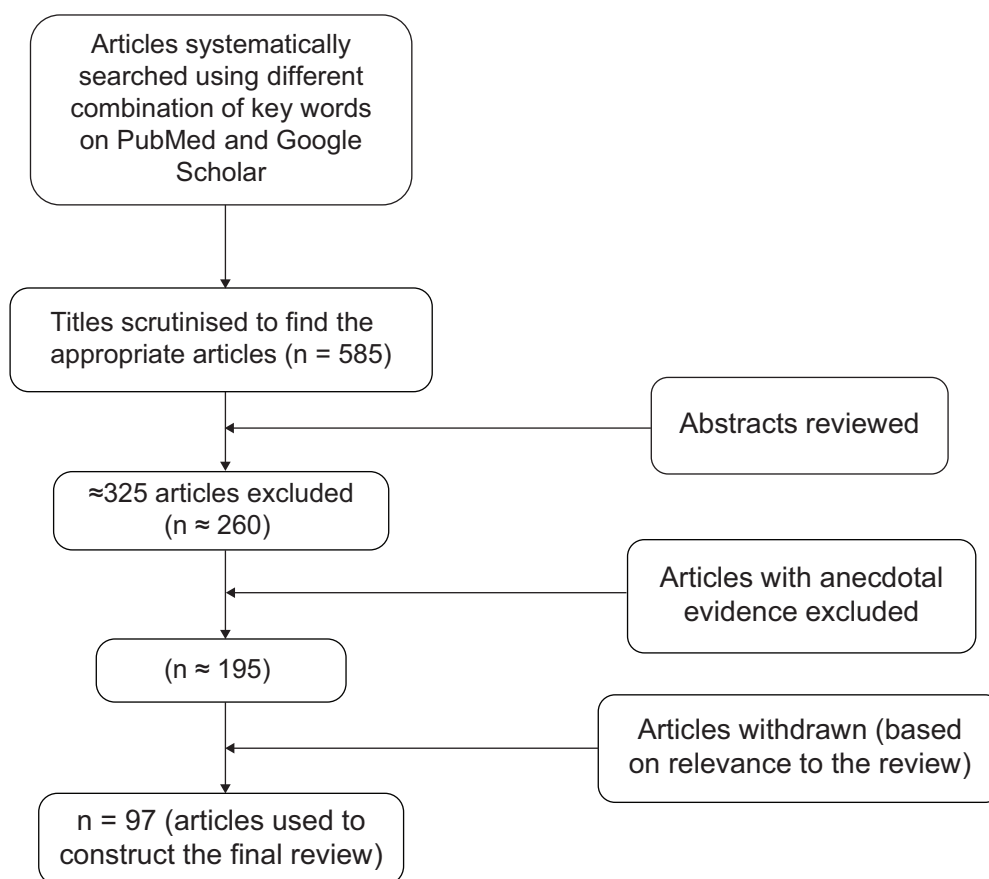 Articles systematically
searched using different
combination of key words
on PubMed and Google
Scholar
Titles scrutinised to find the
appropriate articles (n = 585)
Abstracts reviewed
≈325 articles excluded
(n ≈ 260)
Articles with anecdotal
evidence excluded
(n ≈ 195)
Articles withdrawn (based
on relevance to the review)
n = 97 (articles used to
construct the final review)